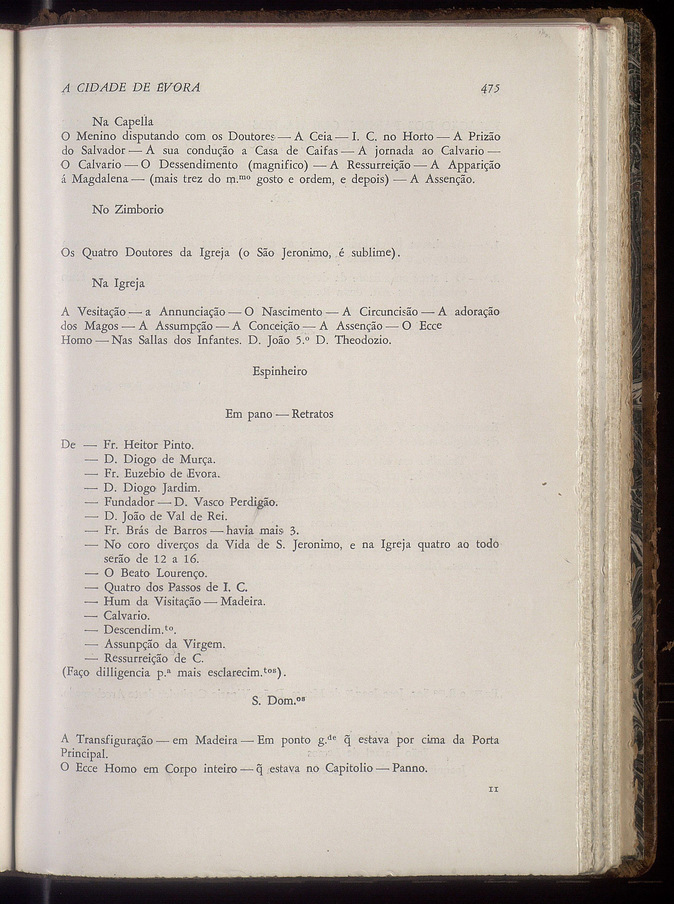 A CIDADE DE ÉVORA 475
Na Capella
O Menino disputando com os Doutores — A Ceia — I. C. no Horto — A Prizão
do Salvador — A sua condução a Casa de Caifas — A jornada ao Calvario —
O Calvario — O Dessendimento (magnifico) — A Ressurreição — A Apparição
á Magdalena — (mais trez do m.mo gosto e ordem, e depois) — A Assenção.
No Zimborio
Os Quatro Doutores da Igreja (o São Jeronimo, é sublime).
Na Igreja
A Vesitação — a Annunciação — O Nascimento — A Circuncisão — A adoração
dos Magos — A Assumpção — A Conceição — A Assenção — O Ecce
Homo — Nas Sallas dos Infantes. D. João 5.º D. Theodozio.
Espinheiro
Em pano — Retratos
De — Fr. Heitor Pinto.
— D. Diogo de Murça.
— Fr. Euzebio de Evora.
— D. Diogo Jardim.
— Fundador — D. Vasco Perdigão.
— D. João de Val de Rei.
— Fr. Brás de Barros — havia mais 3.
— No coro diverços da Vida de S. Jeronimo, e na Igreja quatro ao todo
serão de 12 a 16.
— O Beato Lourenço.
— Quatro dos Passos de I. C.
— Hum da Visitação — Madeira.
— Calvario.
— Descendim.to.
— Assunpção da Virgem.
— Ressurreição de C.
(Faço dilligencia p.a mais esclarecim.tos).
S. Dom.os
A Transfiguração — em Madeira — Em ponto g.de q̃ estava por cima da Porta
Principal.
O Ecce Homo em Corpo inteiro — q̃ estava no Capitolio — Panno.
11